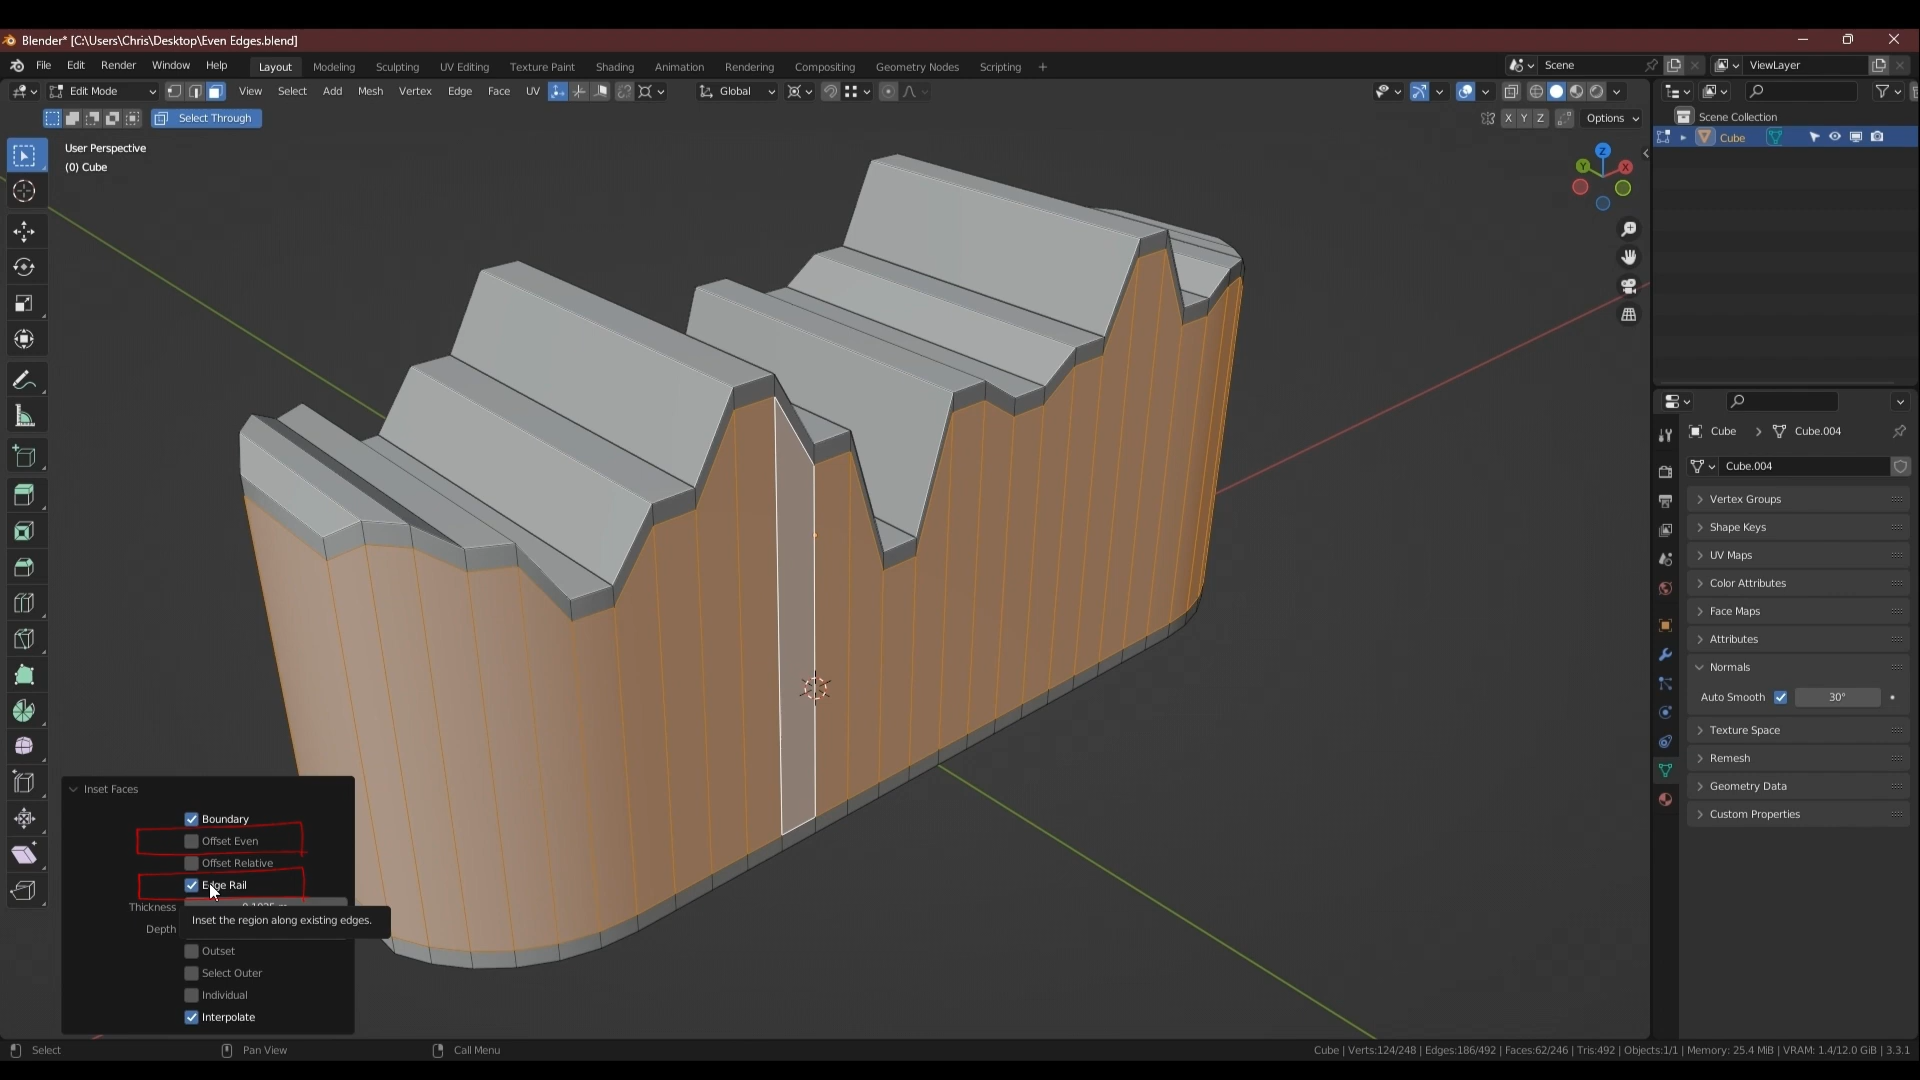 Blender* [C:\Users\Chris\Desktop\Even Edges.blend]
File Edit Render Window Help Layout Modeling Sculpting UV Editing Texture Paint Shading Animation Rendering Compositing Geometry Nodes Scripting + Scene ViewLayer
Edit Mode View Select Add Mesh Vertex Edge Face UV Global
Select Through X Y Z Options
User Perspective
(0) Cube
Z
Y X
Scene Collection
Cube
Cube > Cube.004
Cube.004
Vertex Groups
Shape Keys
UV Maps
Color Attributes
Face Maps
Attributes
Normals
Auto Smooth 30°
Texture Space
Remesh
Geometry Data
Custom Properties
Inset Faces
Boundary
Offset Even
Offset Relative
Edge Rail
Thickness
Inset the region along existing edges.
Depth
Outset
Select Outer
Individual
Interpolate
Select Pan View Call Menu
Cube | Verts:124/248 | Edges:186/492 | Faces:62/246 | Tris:492 | Objects:1/1 | Memory: 25.4 MiB | VRAM: 1.4/12.0 GiB | 3.3.1